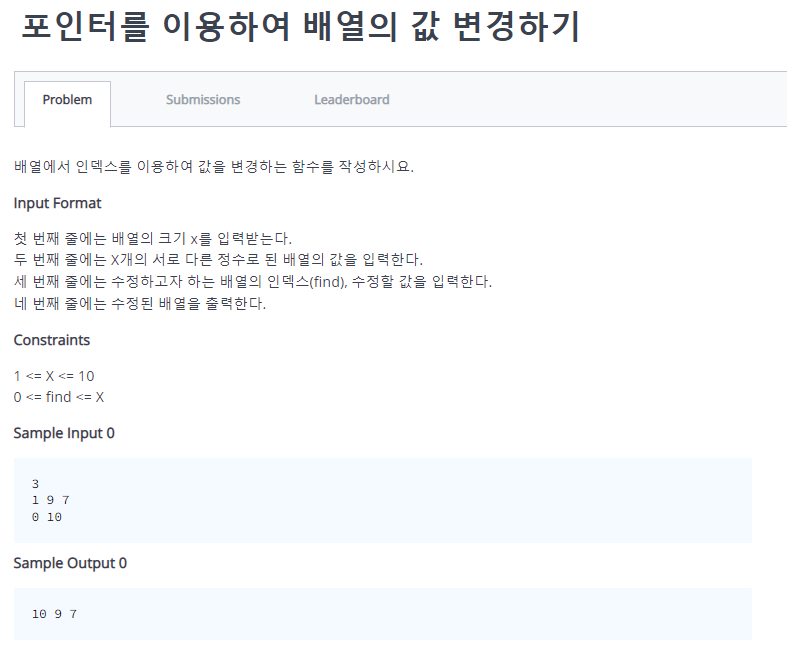 포인터를 이용하여 배열의 값 변경하기
Problem
Submissions
Leaderboard
배열에서 인덱스를 이용하여 값을 변경하는 함수를 작성하시요.
Input Format
첫 번째 줄에는 배열의 크기 x를 입력받는다.
두 번째 줄에는 X개의 서로 다른 정수로 된 배열의 값을 입력한다.
세 번째 줄에는 수정하고자 하는 배열의 인덱스(find), 수정할 값을 입력한다.
네 번째 줄에는 수정된 배열을 출력한다.
Constraints
1 <= X <= 10
0 <= find <= X
Sample Input 0
3
1 9 7
0 10
Sample Output 0
10 9 7